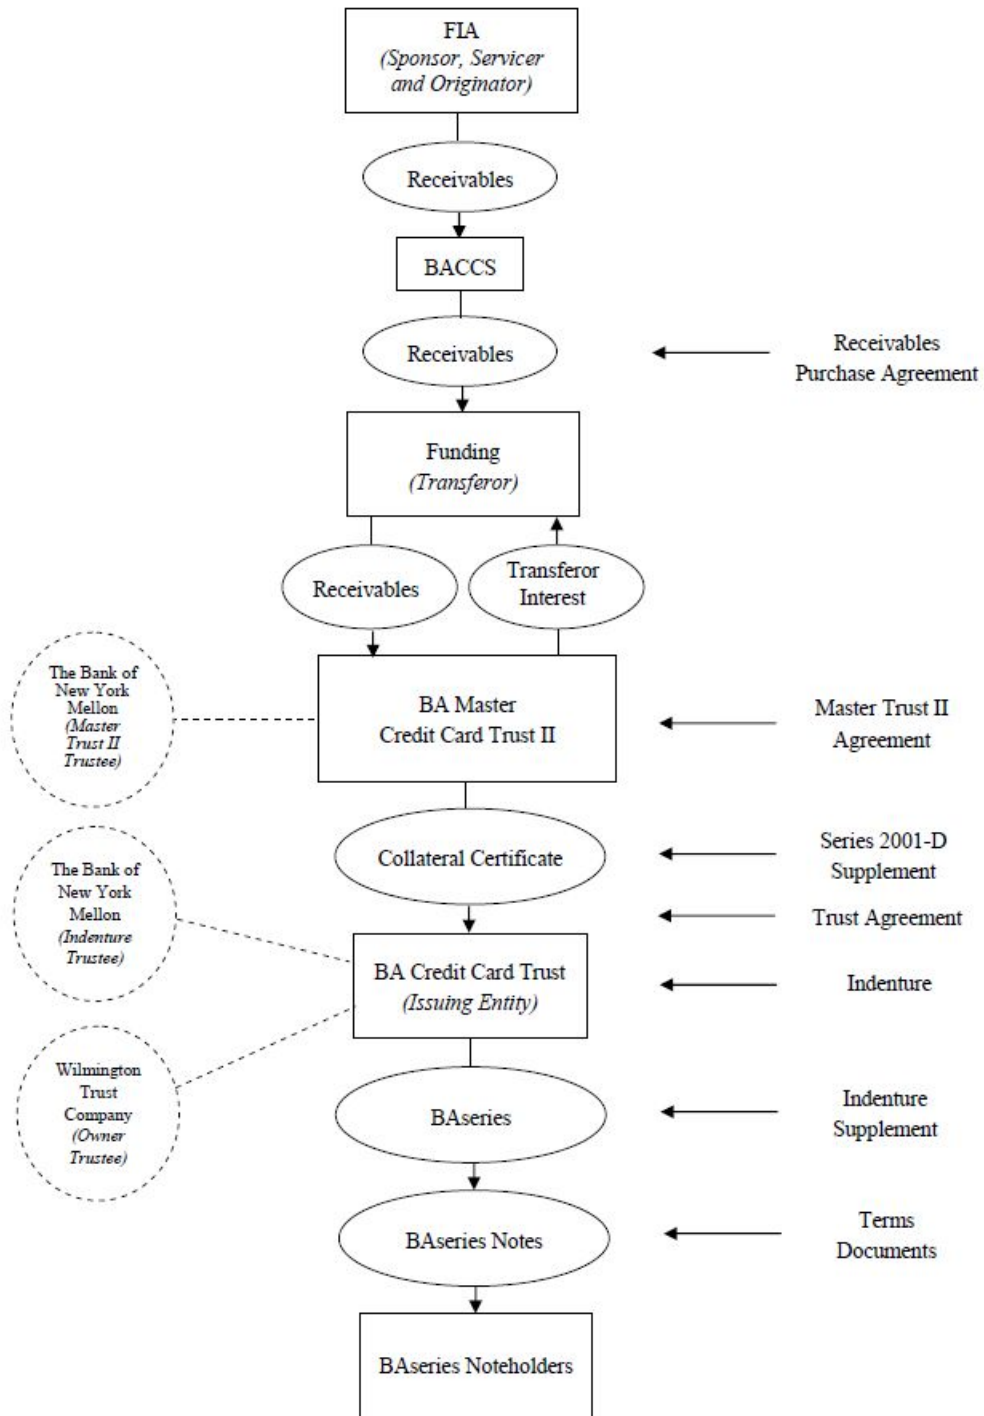 FIA
(Sponsor, Servicer
and Originator)
Receivables
BACCS
Receivables
Receivables
Purchase Agreement
Funding
(Transferor)
Receivables
Transferor
Interest
The Bank of
New York
Mellon
(Master
Trust II
Trustee)
BA Master
Credit Card Trust II
Master Trust II
Agreement
Collateral Certificate
Series 2001-D
Supplement
The Bank of
New York
Mellon
(Indenture
Trustee)
Trust Agreement
BA Credit Card Trust
(Issuing Entity)
Indenture
Wilmington
Trust
Company
(Owner
Trustee)
BAseries
Indenture
Supplement
BAseries Notes
Terms
Documents
BAseries Noteholders